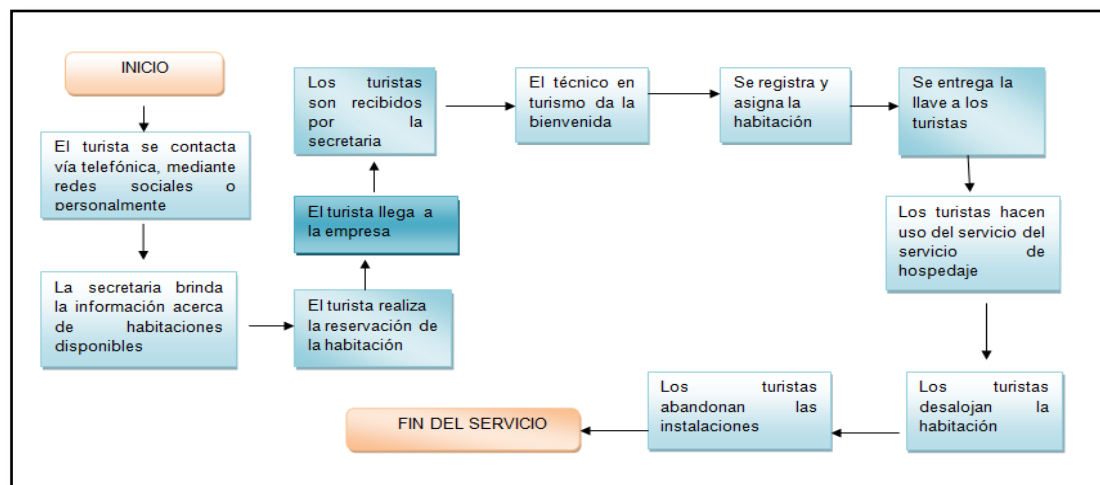 INICIO
El turista se contacta
vía telefónica, mediante
redes sociales o
personalmente
La secretaria brinda
la información acerca
de habitaciones
disponibles
El turista realiza
la reservación de
la habitación
El turista llega a
la empresa
Los turistas
son recibidos
por la
secretaria
El técnico en
turismo da la
bienvenida
Se registra y
asigna la
habitación
Se entrega la
llave a los
turistas
Los turistas hacen
uso del servicio del
servicio de
hospedaje
Los turistas
desalojan la
habitación
Los turistas
abandonan las
instalaciones
FIN DEL SERVICIO